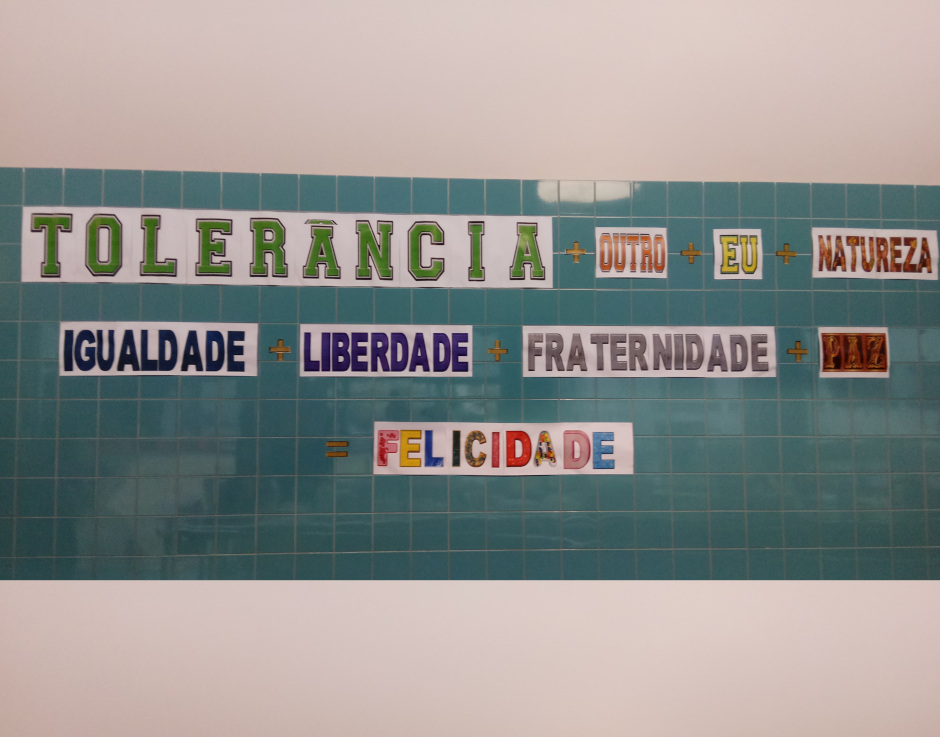 TOLERÂNCIA + OUTRO + EU + NATUREZA
IGUALDADE + LIBERDADE + FRATERNIDADE + PAZ
= FELICIDADE